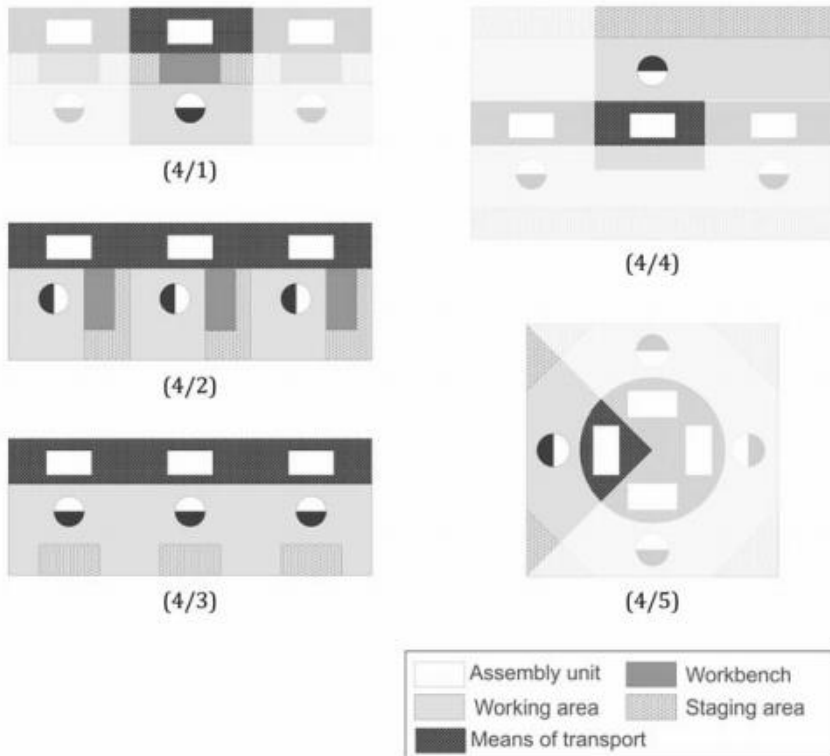 (4/1)
(4/4)
(4/2)
(4/3)
(4/5)
Assembly unit
Workbench
Working area
Staging area
Means of transport